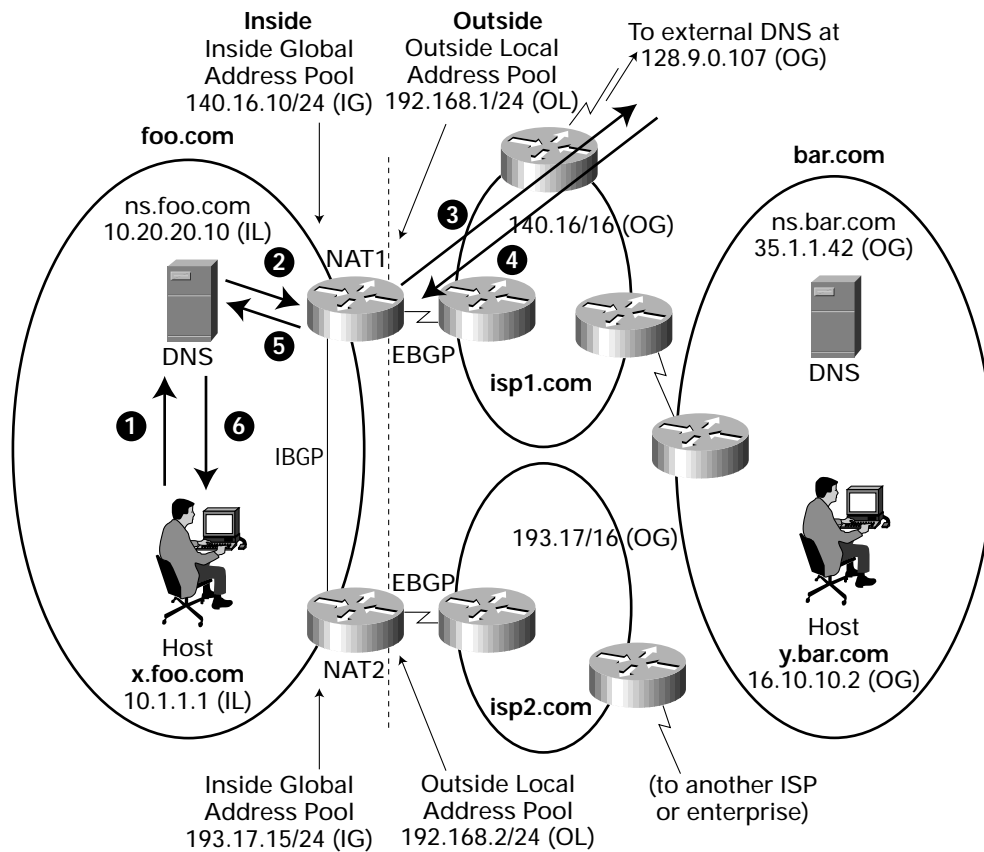 Inside
Inside Global
Address Pool
140.16.10/24 (IG)
Outside
Outside Local
Address Pool
192.168.1/24 (OL)
To external DNS at
128.9.0.107 (OG)
foo.com
bar.com
ns.foo.com
10.20.20.10 (IL)
NAT1
3
140.16/16 (OG)
ns.bar.com
35.1.1.42 (OG)
2
4
5
DNS
EBGP
isp1.com
DNS
1
6
IBGP
193.17/16 (OG)
EBGP
Host
x.foo.com
10.1.1.1 (IL)
NAT2
isp2.com
Host
y.bar.com
16.10.10.2 (OG)
Inside Global
Address Pool
193.17.15/24 (IG)
Outside Local
Address Pool
192.168.2/24 (OL)
(to another ISP
or enterprise)